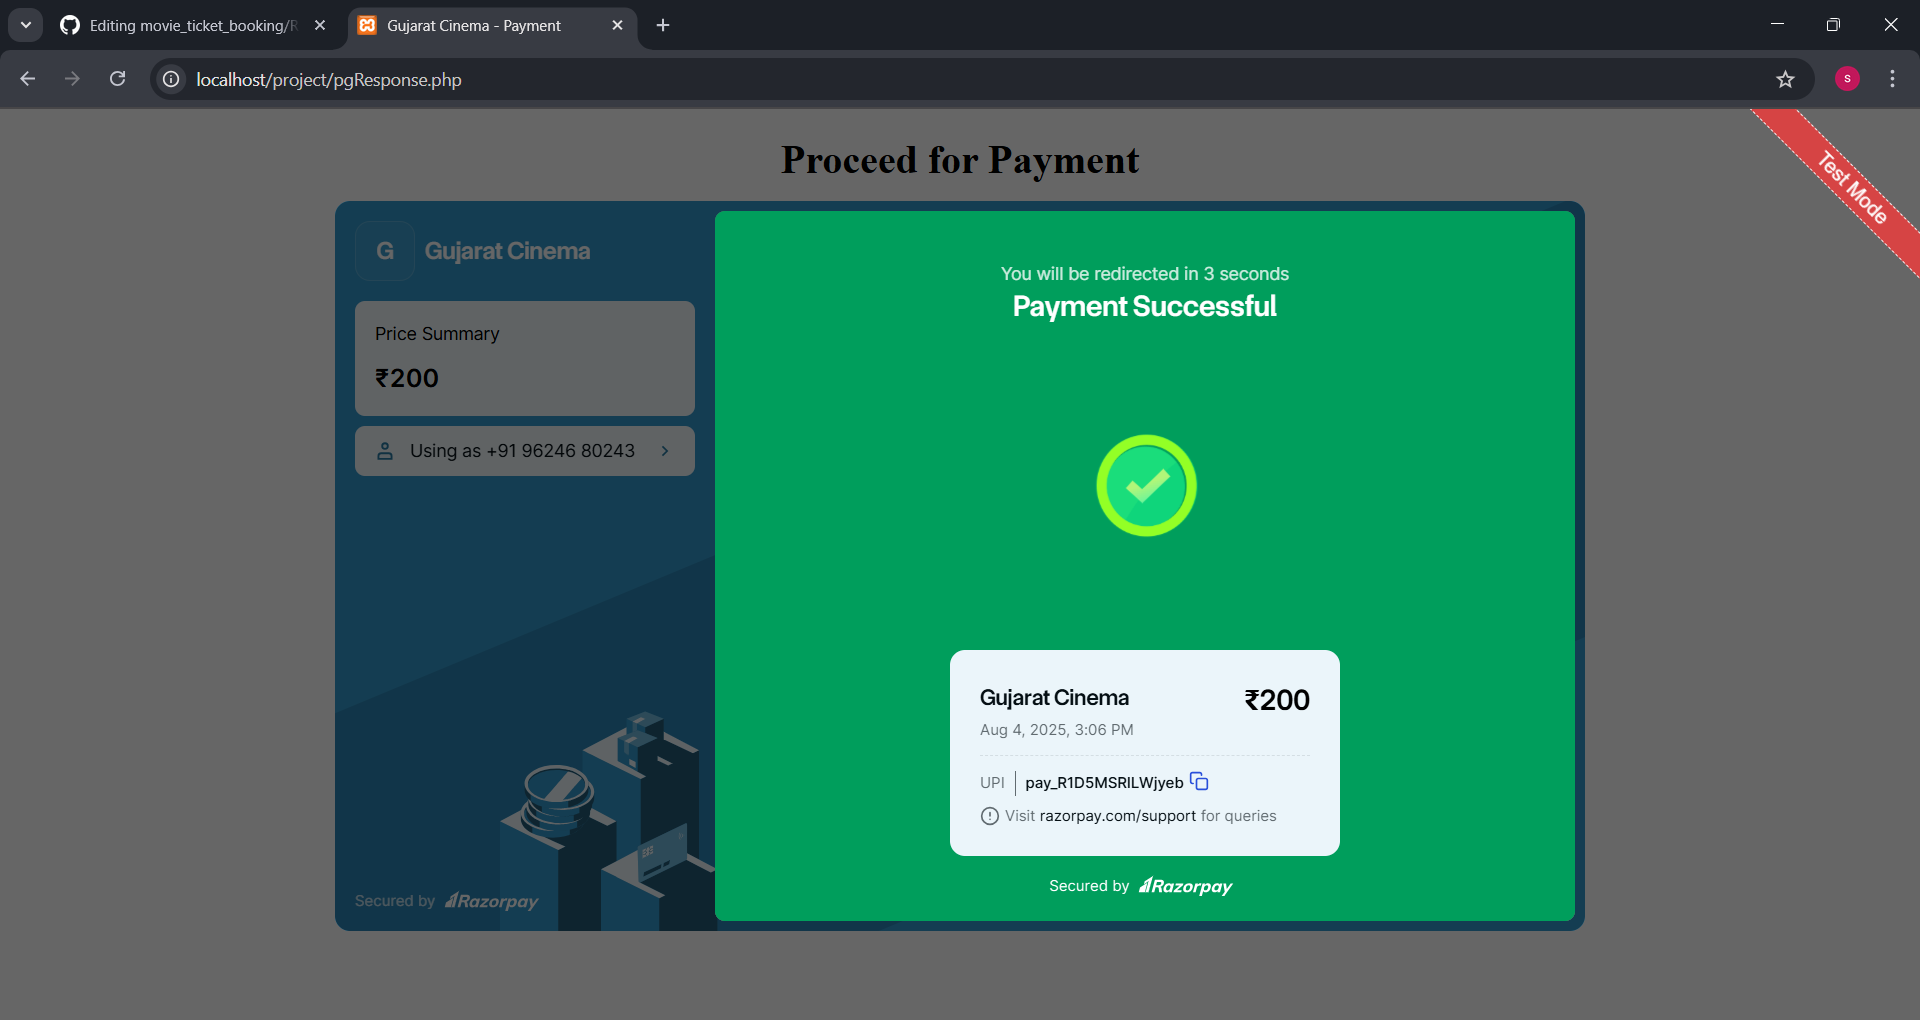 Editing movie_ticket_booking/R
Gujarat Cinema - Payment
localhost/project/pgResponse.php
S
Proceed for Payment
Test Mode
G
Gujarat Cinema
Price Summary
₹200
Using as +91 96246 80243
Secured by Razorpay
You will be redirected in 3 seconds
Payment Successful
Gujarat Cinema
₹200
Aug 4, 2025, 3:06 PM
UPI
pay_R1D5MSRILWjyeb
Visit razorpay.com/support for queries
Secured by Razorpay